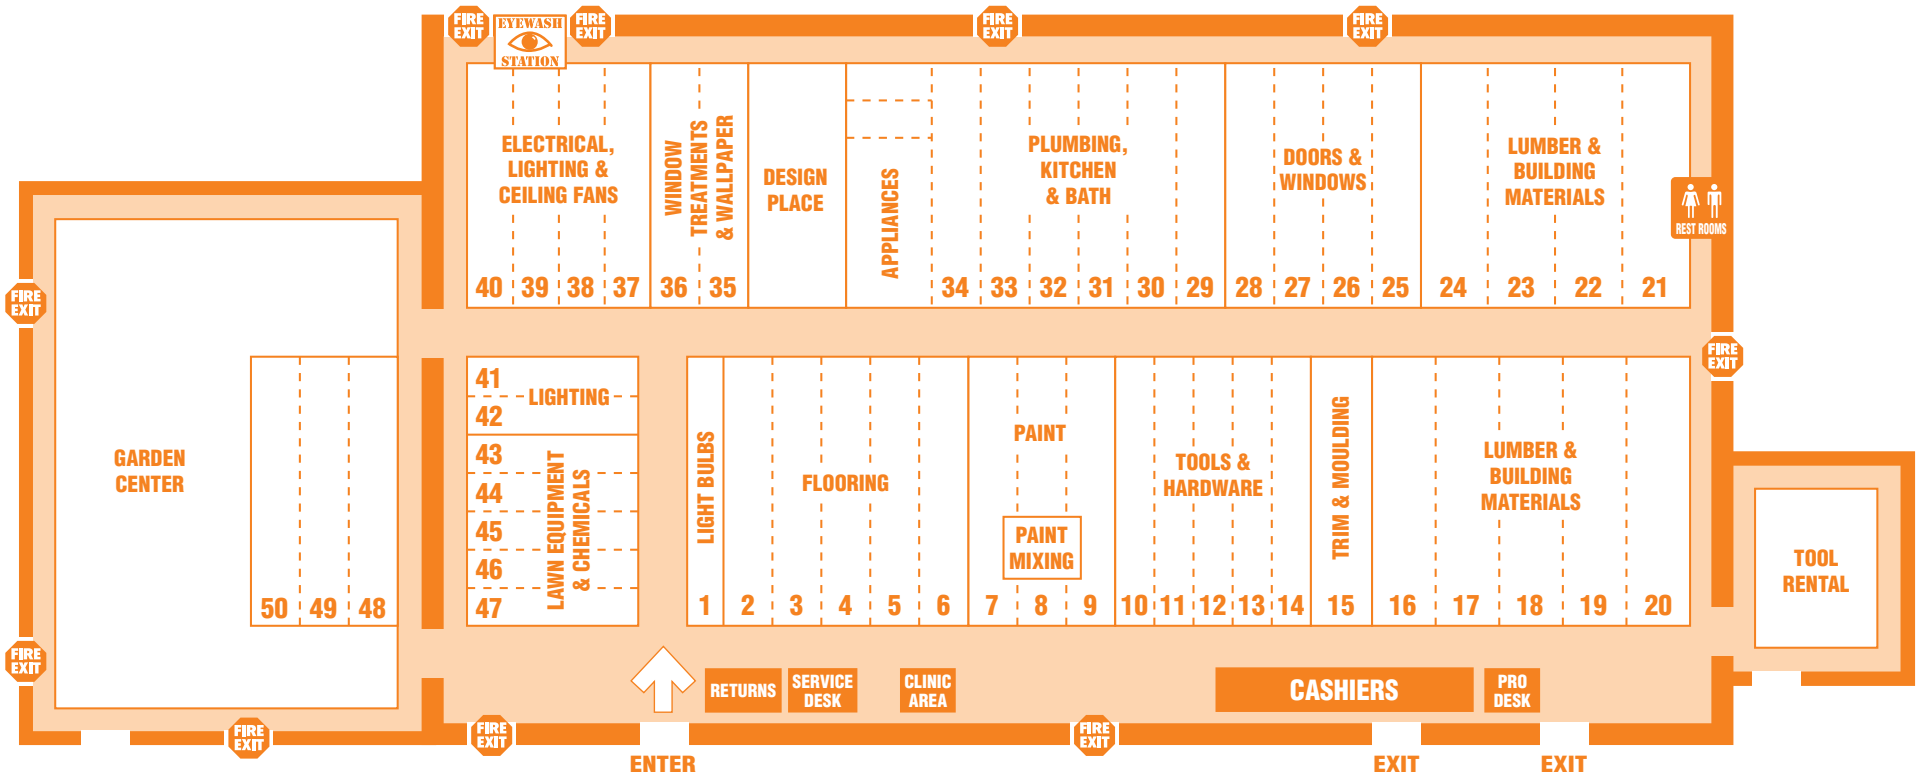 FIRE
EXIT
EYEWASH
STATION
FIRE
EXIT
FIRE
EXIT
FIRE
EXIT
ELECTRICAL,
LIGHTING &
CEILING FANS
WINDOW
TREATMENTS
& WALLPAPER
DESIGN
PLACE
APPLIANCES
PLUMBING,
KITCHEN
& BATH
DOORS &
WINDOWS
LUMBER &
BUILDING
MATERIALS
REST ROOMS
40 39 38 37 36 35 34 33 32 31 30 29 28 27 26 25 24 23 22 21
FIRE
EXIT
FIRE
EXIT
GARDEN
CENTER
50 49 48
41
42
LIGHTING
43
44
45
46
47
LAWN EQUIPMENT
& CHEMICALS
LIGHT BULBS
FLOORING
PAINT
PAINT
MIXING
TOOLS &
HARDWARE
TRIM & MOULDING
LUMBER &
BUILDING
MATERIALS
1 2 3 4 5 6 7 8 9 10 11 12 13 14 15 16 17 18 19 20
TOOL
RENTAL
FIRE
EXIT
RETURNS
SERVICE
DESK
CLINIC
AREA
CASHIERS
PRO
DESK
FIRE
EXIT
FIRE
EXIT
FIRE
EXIT
ENTER
EXIT
EXIT